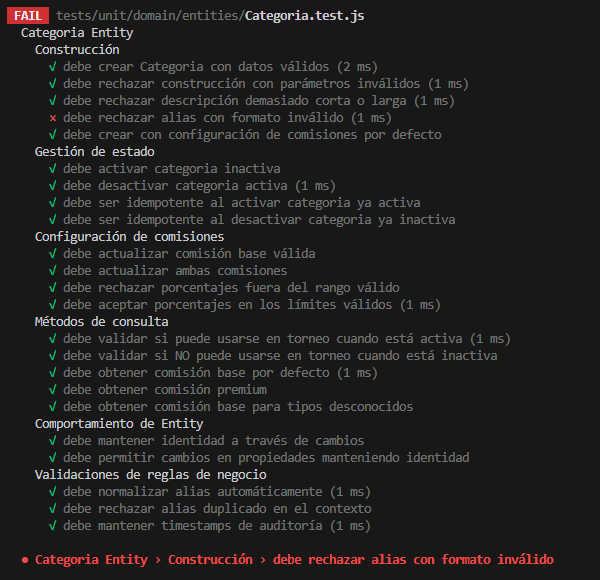 FAIL tests/unit/domain/entities/Categoria.test.js
Categoria Entity
Construcción
√ debe crear Categoria con datos válidos (2 ms)
√ debe rechazar construcción con parámetros inválidos (1 ms)
√ debe rechazar descripción demasiado corta o larga (1 ms)
× debe rechazar alias con formato inválido (1 ms)
√ debe crear con configuración de comisiones por defecto
Gestión de estado
√ debe activar categoria inactiva
√ debe desactivar categoria activa (1 ms)
√ debe ser idempotente al activar categoria ya activa
√ debe ser idempotente al desactivar categoria ya inactiva
Configuración de comisiones
√ debe actualizar comisión base válida
√ debe actualizar ambas comisiones
√ debe rechazar porcentajes fuera del rango válido
√ debe aceptar porcentajes en los límites válidos (1 ms)
Métodos de consulta
√ debe validar si puede usarse en torneo cuando está activa (1 ms)
√ debe validar si NO puede usarse en torneo cuando está inactiva
√ debe obtener comisión base por defecto (1 ms)
√ debe obtener comisión premium
√ debe obtener comisión base para tipos desconocidos
Comportamiento de Entity
√ debe mantener identidad a través de cambios
√ debe permitir cambios en propiedades manteniendo identidad
Validaciones de reglas de negocio
√ debe normalizar alias automáticamente (1 ms)
√ debe rechazar alias duplicado en el contexto
√ debe mantener timestamps de auditoría (1 ms)
● Categoria Entity › Construcción › debe rechazar alias con formato inválido